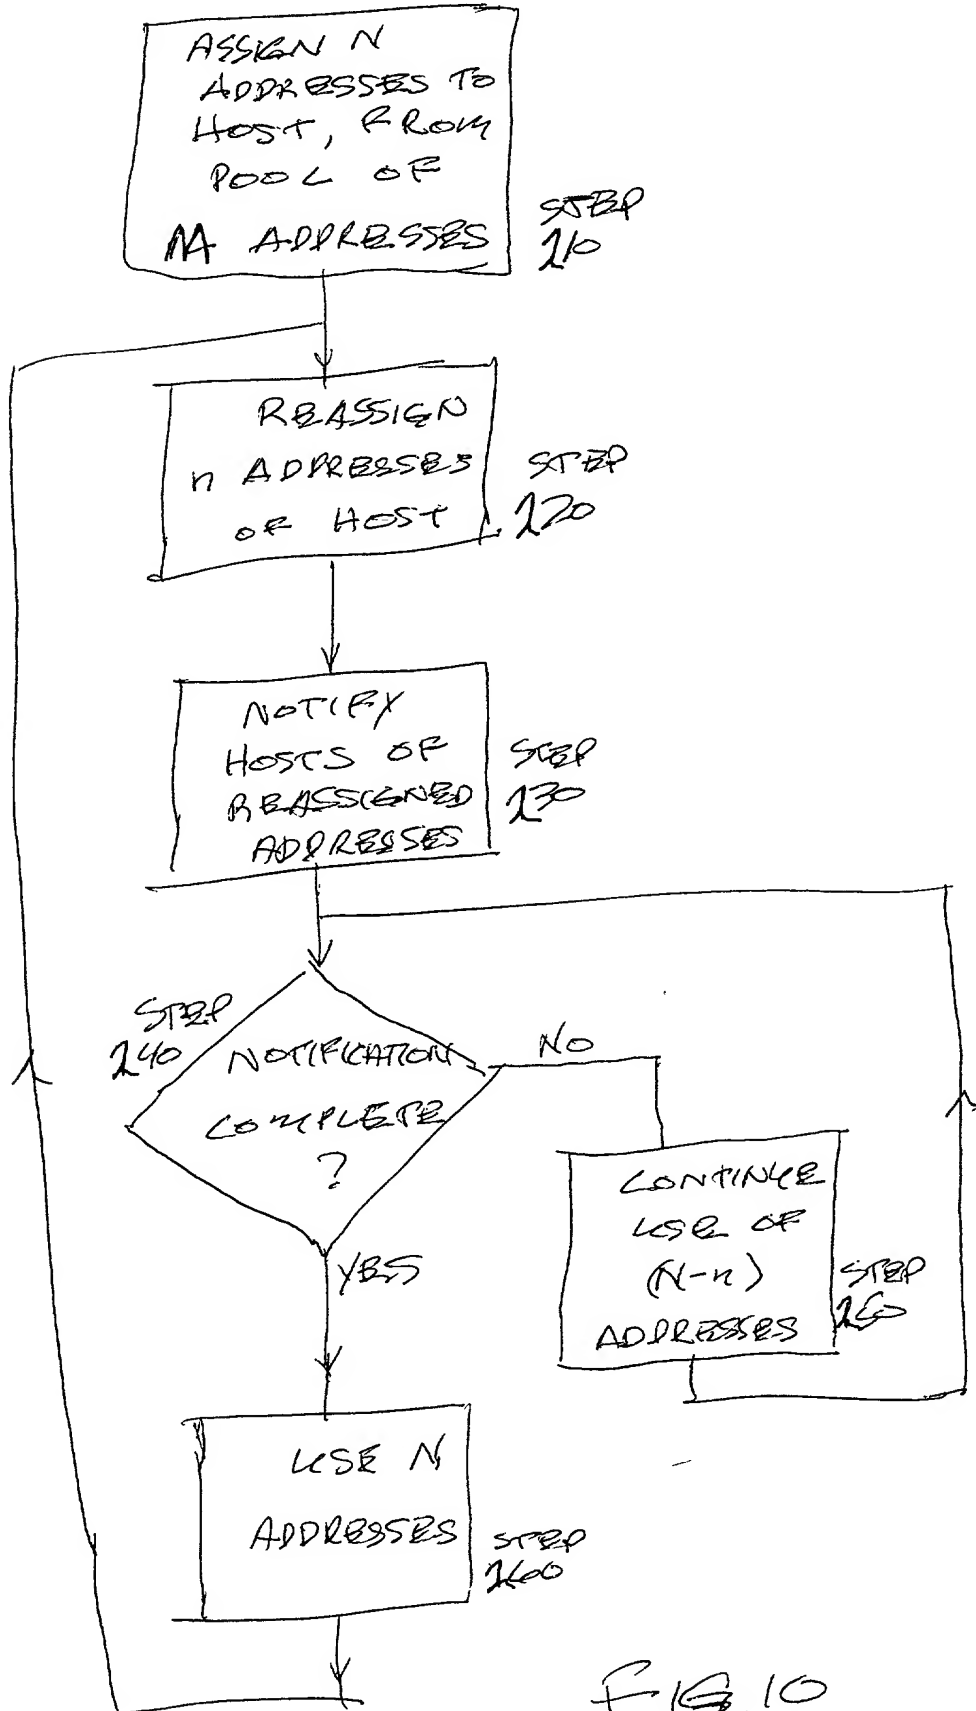 ASSIGN N
ADDRESSES TO
HOST, FROM
POOL OF
M ADDRESSES
STEP
210
REASSIGN
n ADDRESSES
OF HOST
STEP
220
NOTIFY
HOSTS OF
REASSIGNED
ADDRESSES
STEP
230
STEP
240
NOTIFICATION
COMPLETE
?
NO
YES
CONTINUE
USE OF
(N-n)
ADDRESSES
STEP
250
USE N
ADDRESSES
STEP
260
FIG 10